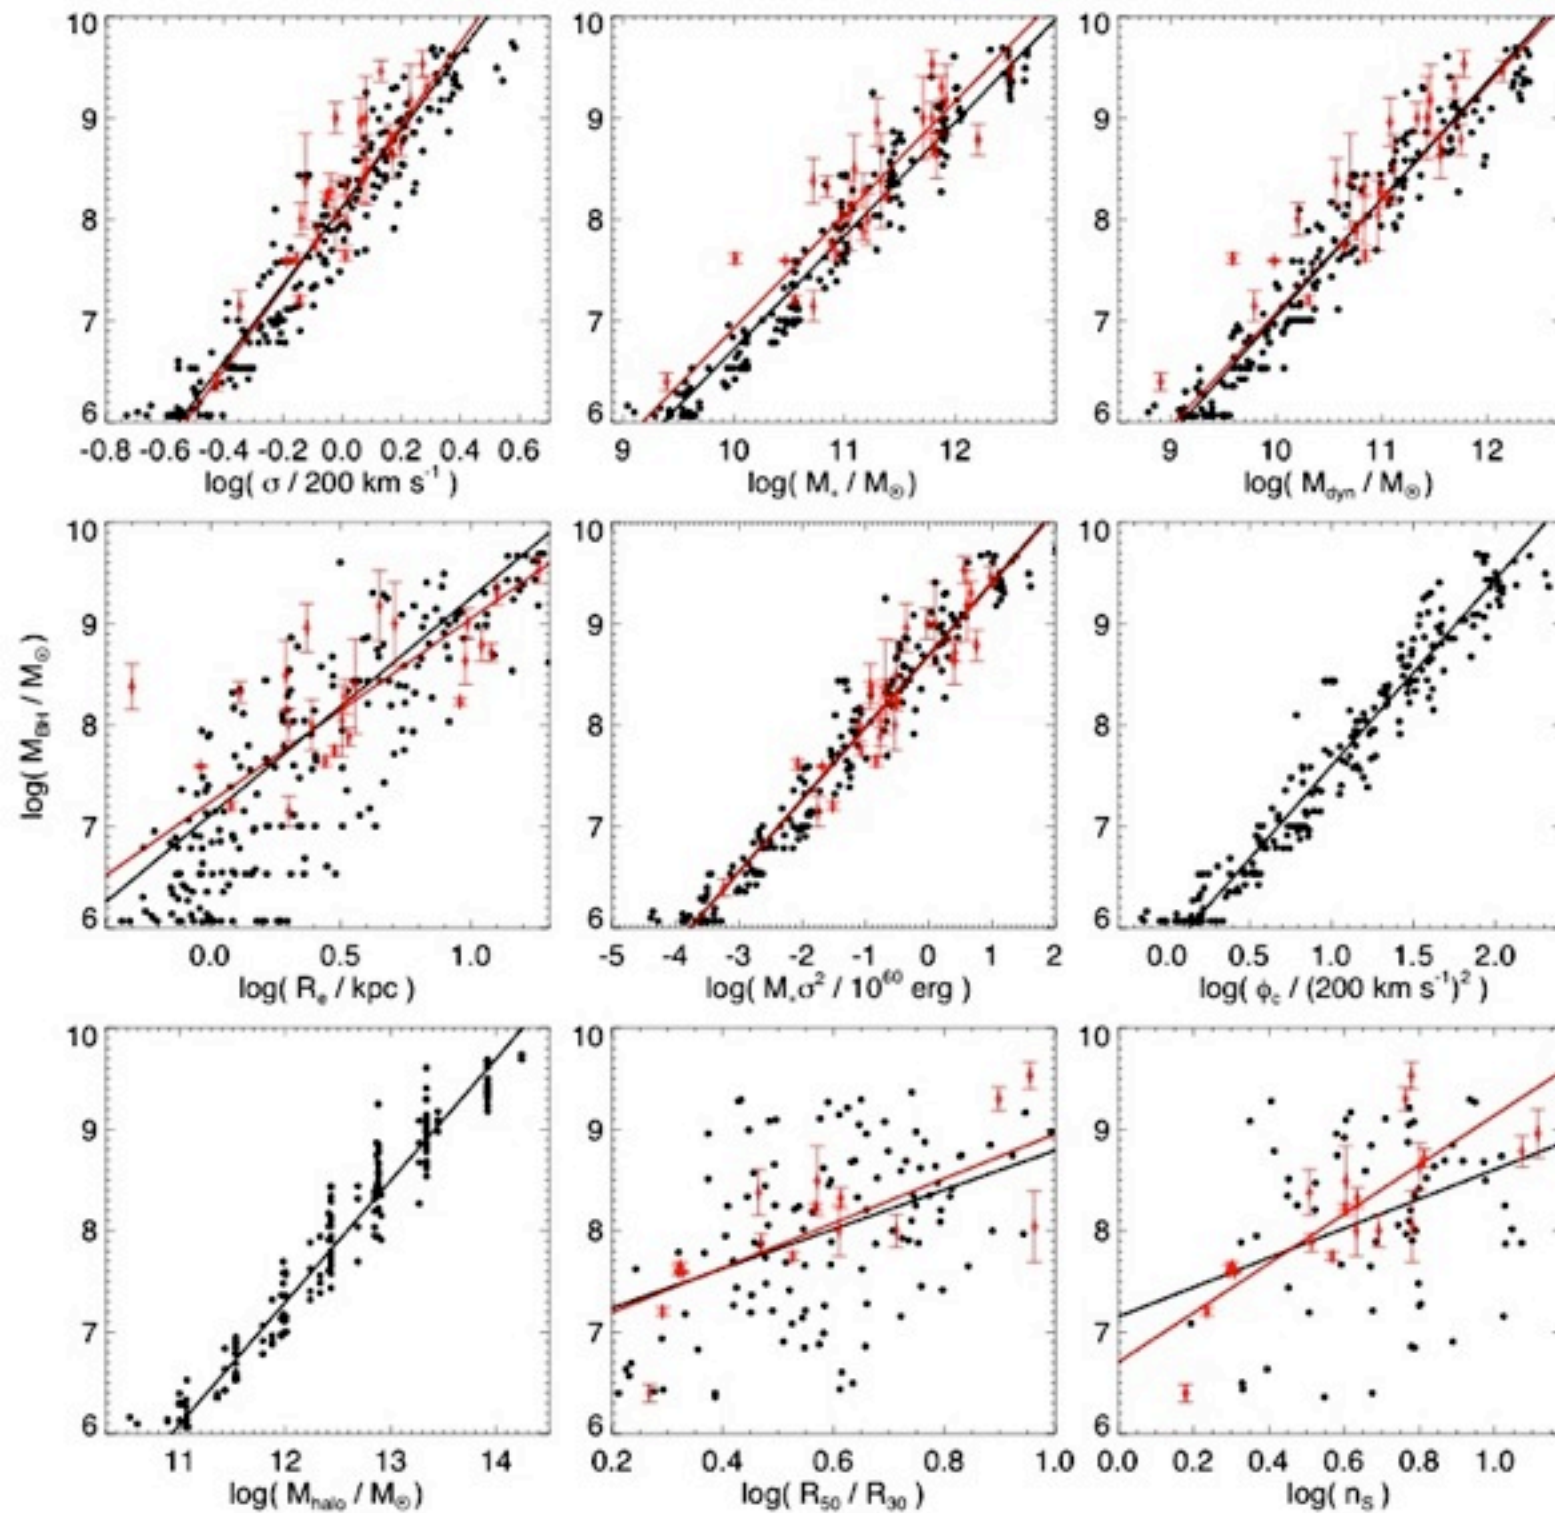 10 10 10
9 9 9
8 8 8
7 7 7
6 6 6
-0.8 -0.6 -0.4 -0.2 0.0 0.2 0.4 0.6 9 10 11 12 9 10 11 12
log( σ / 200 km s⁻¹ ) log( M* / M⊙ ) log( Mdyn / M⊙ )
10 10 10
9 9 9
8 8 8
7 7 7
6 6 6
log( MBH / M⊙ )
0.0 0.5 1.0 -5 -4 -3 -2 -1 0 1 2 0.0 0.5 1.0 1.5 2.0
log( Re / kpc ) log( M*σ² / 10⁶⁰ erg ) log( ϕc / (200 km s⁻¹)² )
10 10 10
9 9 9
8 8 8
7 7 7
6 6 6
11 12 13 14 0.2 0.4 0.6 0.8 1.0 0.0 0.2 0.4 0.6 0.8 1.0
log( Mhalo / M⊙ ) log( R50 / R30 ) log( nS )